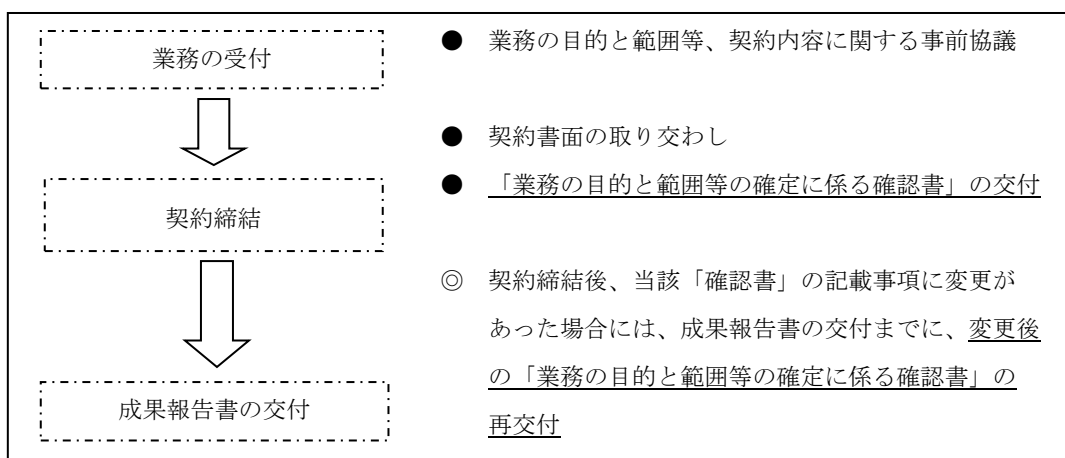 業務の受付
● 業務の目的と範囲等、契約内容に関する事前協議
● 契約書面の取り交わし
● 「業務の目的と範囲等の確定に係る確認書」の交付
契約締結
◎ 契約締結後、当該「確認書」の記載事項に変更が
あった場合には、成果報告書の交付までに、変更後
の「業務の目的と範囲等の確定に係る確認書」の
再交付
成果報告書の交付